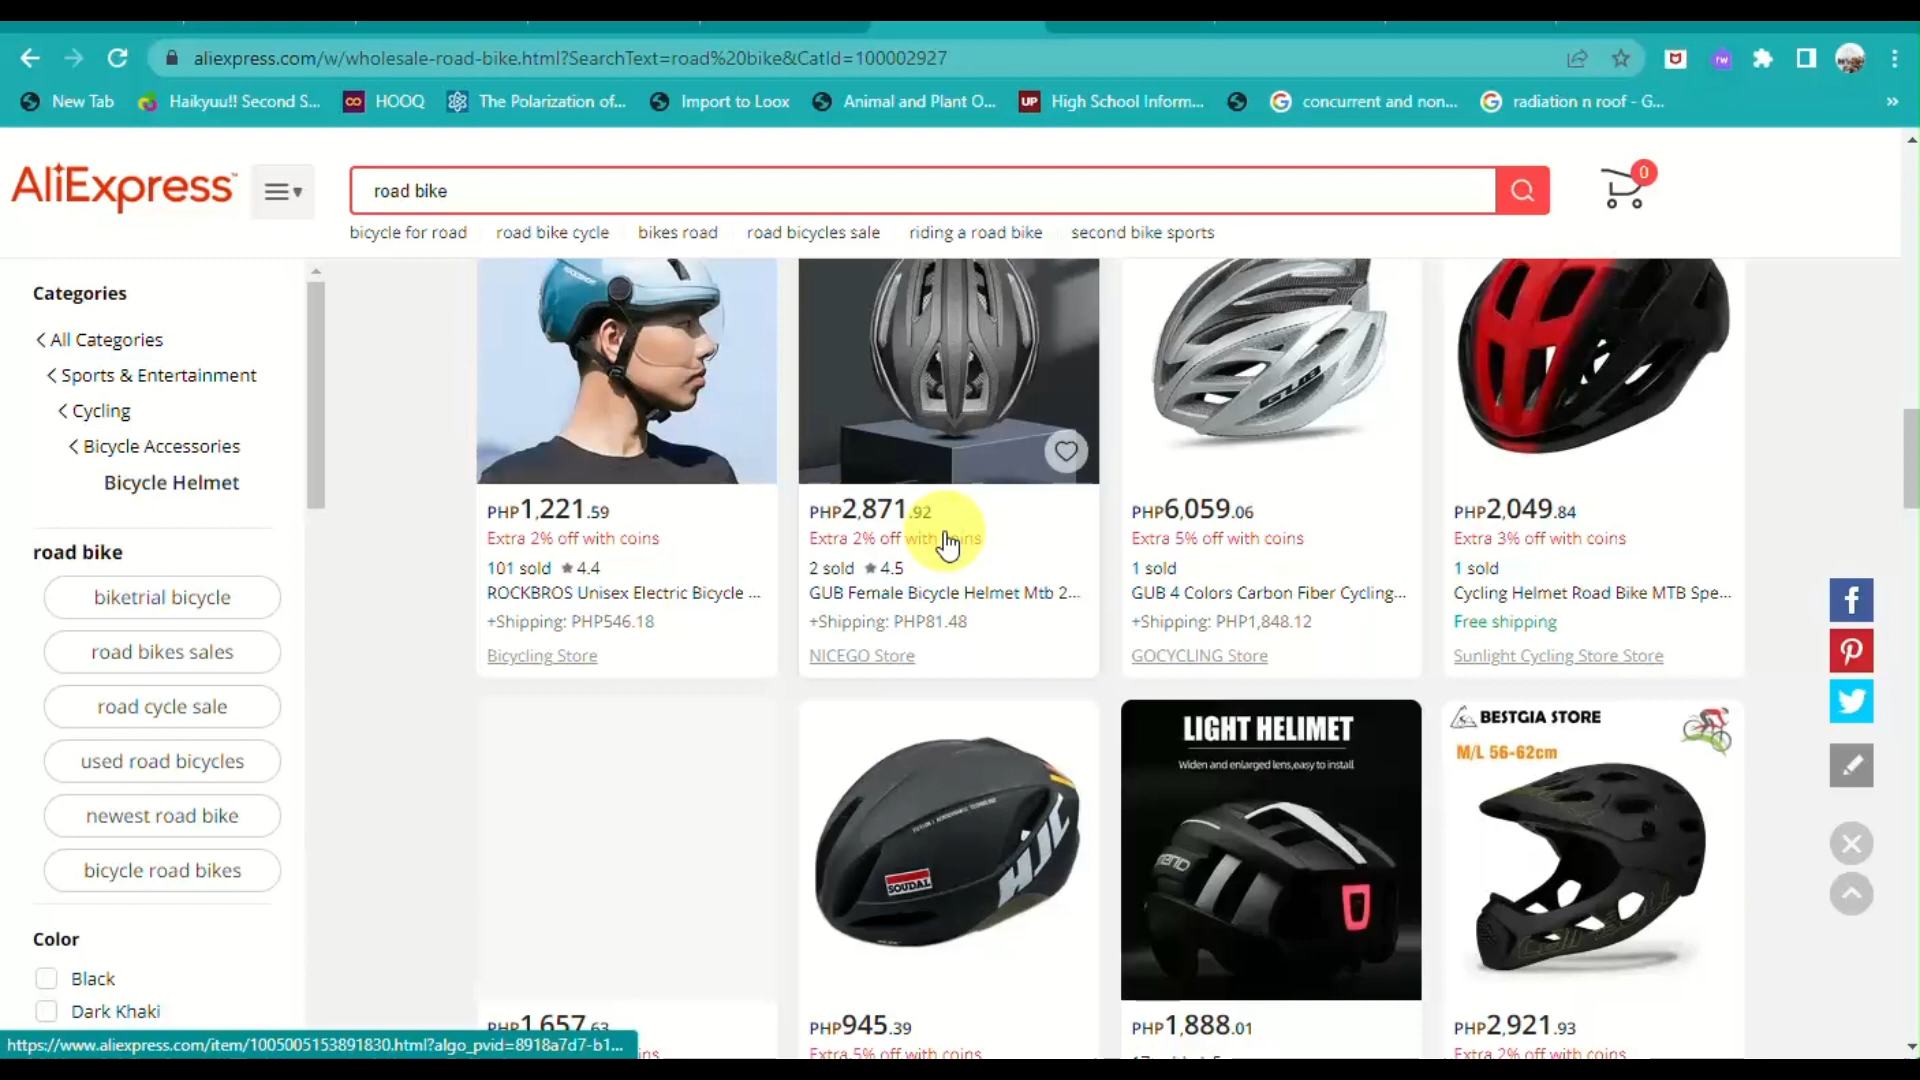 aliexpress.com/w/wholesale-road-bike.html?SearchText=road%20bike&CatId=100002927
New Tab
Haikyuu!! Second S...
HOOQ
The Polarization of...
Import to Loox
Animal and Plant O...
UP High School Inform...
concurrent and non...
radiation n roof - G...
AliExpress™
road bike
0
bicycle for road
road bike cycle
bikes road
road bicycles sale
riding a road bike
second bike sports
Categories
All Categories
Sports & Entertainment
Cycling
Bicycle Accessories
Bicycle Helmet
road bike
biketrial bicycle
road bikes sales
road cycle sale
used road bicycles
newest road bike
bicycle road bikes
Color
Black
Dark Khaki
PHP1,221.59
Extra 2% off with coins
101 sold ★ 4.4
ROCKBROS Unisex Electric Bicycle ...
+Shipping: PHP546.18
Bicycling Store
PHP2,871.92
Extra 2% off with coins
2 sold ★ 4.5
GUB Female Bicycle Helmet Mtb 2...
+Shipping: PHP81.48
NICEGO Store
GUB
PHP6,059.06
Extra 5% off with coins
1 sold
GUB 4 Colors Carbon Fiber Cycling...
+Shipping: PHP1,848.12
GOCYCLING Store
PHP2,049.84
Extra 3% off with coins
1 sold
Cycling Helmet Road Bike MTB Spe...
Free shipping
Sunlight Cycling Store Store
PHP1,657.63
SOUDAL
HJC
PHP945.39
Extra 5% off with coins
LIGHT HELIMET
Widen and enlarged lens,easy to install
PHP1,888.01
BESTGIA STORE
M/L 56-62cm
PHP2,921.93
Extra 2% off with coins
https://www.aliexpress.com/item/1005005153891830.html?algo_pvid=8918a7d7-b1...